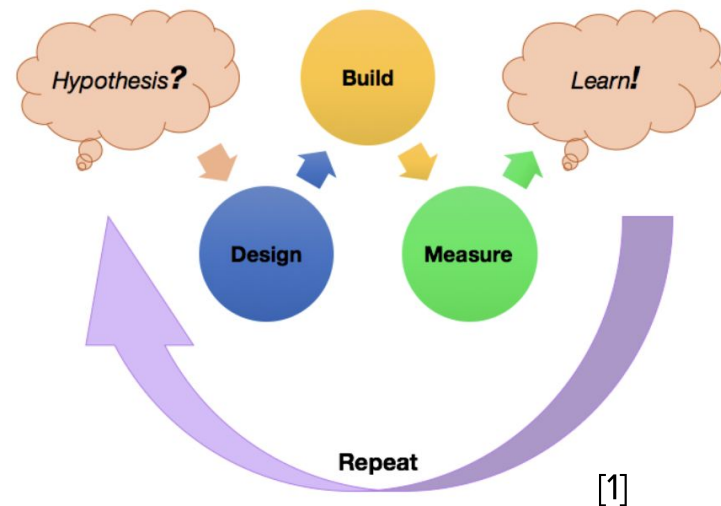 Hypothesis?
Design
Build
Measure
Learn!
Repeat
[1]